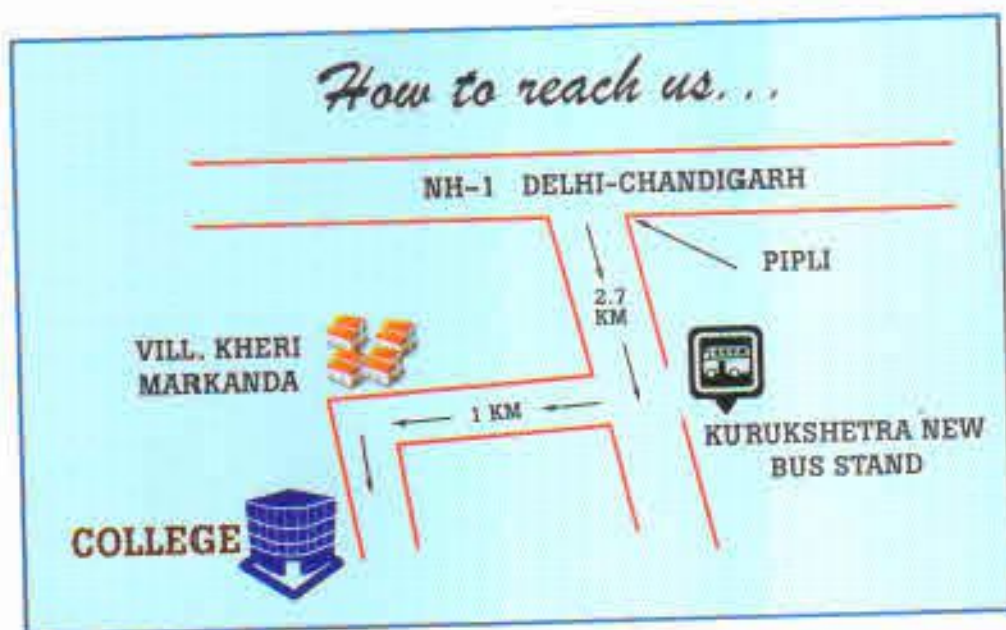 How to reach us...
NH-1 DELHI-CHANDIGARH
PIPLI
2.7
KM
VILL. KHERI
MARKANDA
1 KM
KURUKSHETRA NEW
BUS STAND
COLLEGE